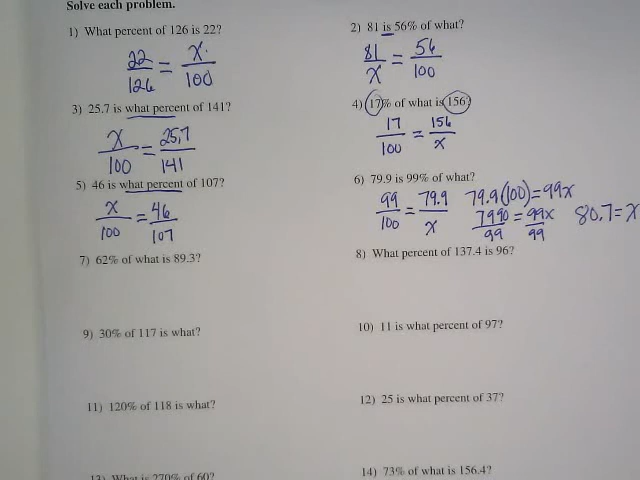 Solve each problem.
1) What percent of 126 is 22?
22/126 = x/100
2) 81 is 56% of what?
81/x = 56/100
3) 25.7 is what percent of 141?
x/100 = 25.7/141
4) 17% of what is 156?
17/100 = 156/x
5) 46 is what percent of 107?
x/100 = 46/107
6) 79.9 is 99% of what?
99/100 = 79.9/x 79.9(100) = 99x
7990/99 = 99x/99 80.7 = x
7) 62% of what is 89.3?
8) What percent of 137.4 is 96?
9) 30% of 117 is what?
10) 11 is what percent of 97?
11) 120% of 118 is what?
12) 25 is what percent of 37?
13) What is 270% of 60?
14) 73% of what is 156.4?